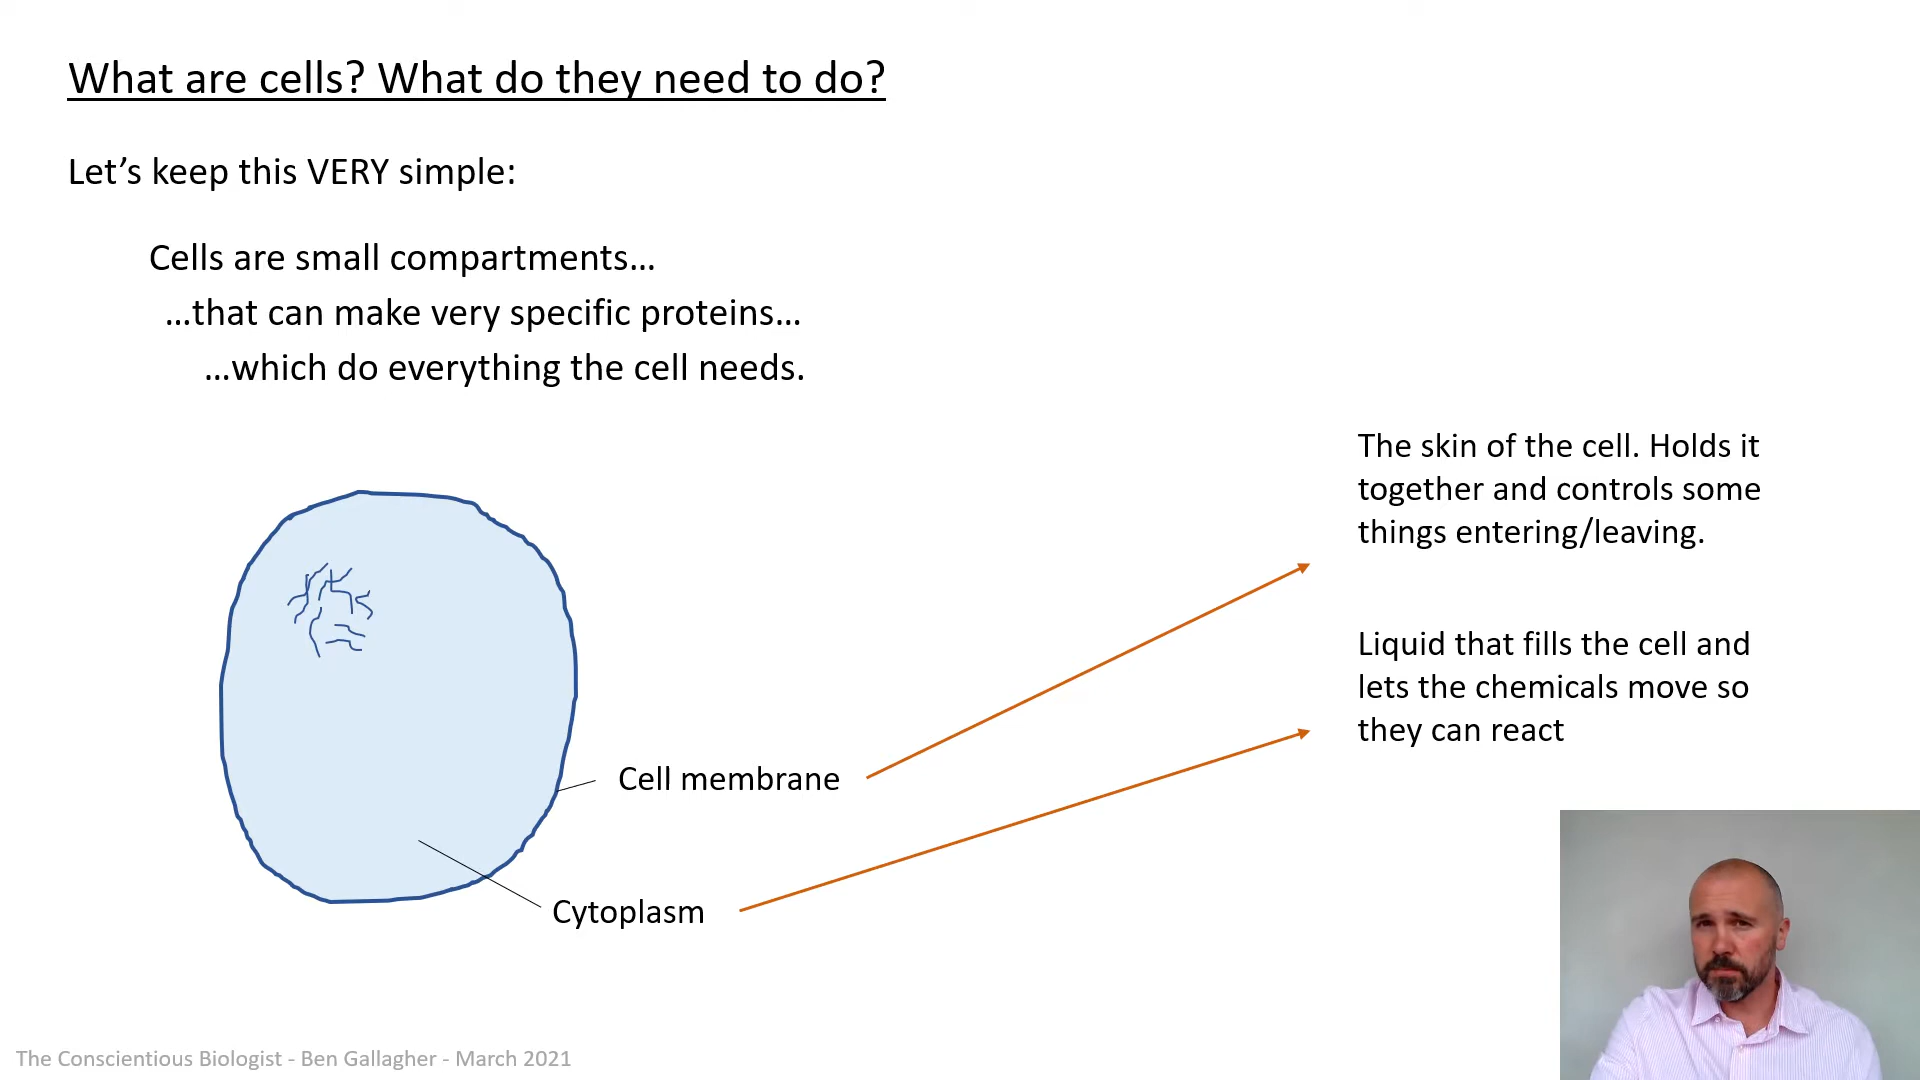 What are cells? What do they need to do?
Let’s keep this VERY simple:
Cells are small compartments…
…that can make very specific proteins…
…which do everything the cell needs.
The skin of the cell. Holds it
together and controls some
things entering/leaving.
Liquid that fills the cell and
lets the chemicals move so
they can react
Cell membrane
Cytoplasm
The Conscientious Biologist - Ben Gallagher - March 2021